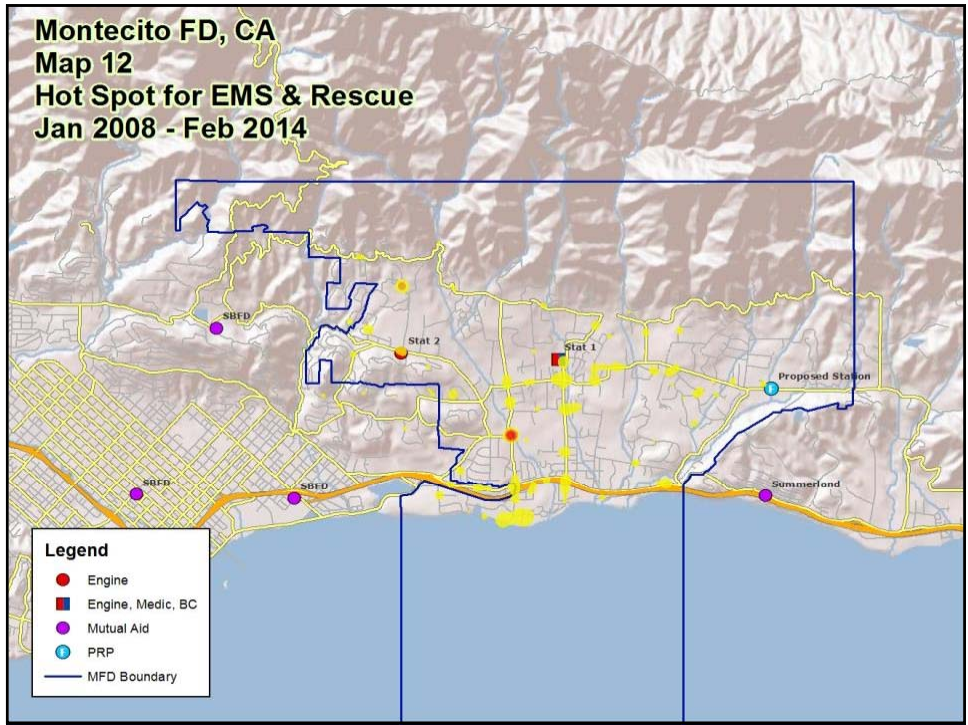 Montecito FD, CA
Map 12
Hot Spot for EMS & Rescue
Jan 2008 - Feb 2014
SBFD
Stat 2
Stat 1
Proposed Station
SBFD
SBFD
Summerland
Legend
Engine
Engine, Medic, BC
Mutual Aid
PRP
MFD Boundary